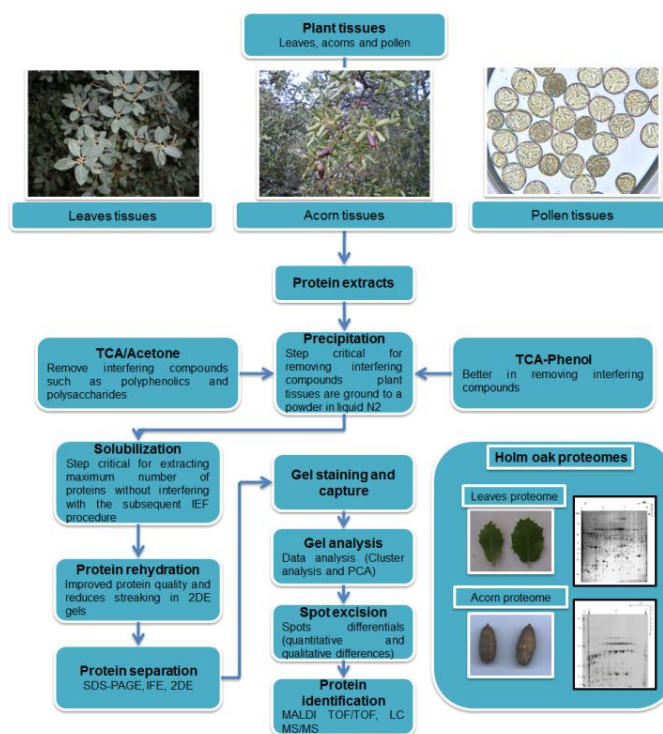 Plant tissues
Leaves, acorns and pollen
Leaves tissues
Acorn tissues
Pollen tissues
Protein extracts
TCA/Acetone
Remove interfering compounds
such as polyphenolics and
polysaccharides
Precipitation
Step critical for
removing interfering
compounds plant
tissues are ground to a
powder in liquid N2
TCA-Phenol
Better in removing interfering
compounds
Solubilization
Step critical for extracting
maximum number of
proteins without interfering
with the subsequent IEF
procedure
Protein rehydration
Improved protein quality and
reduces streaking in 2DE
gels
Protein separation
SDS-PAGE, IFE, 2DE
Gel staining and
capture
Gel analysis
Data analysis (Cluster
analysis and PCA)
Spot excision
Spots differentials
(quantitative and
qualitative differences)
Protein
identification
MALDI TOF/TOF, LC
MS/MS
Holm oak proteomes
Leaves proteome
Acorn proteome